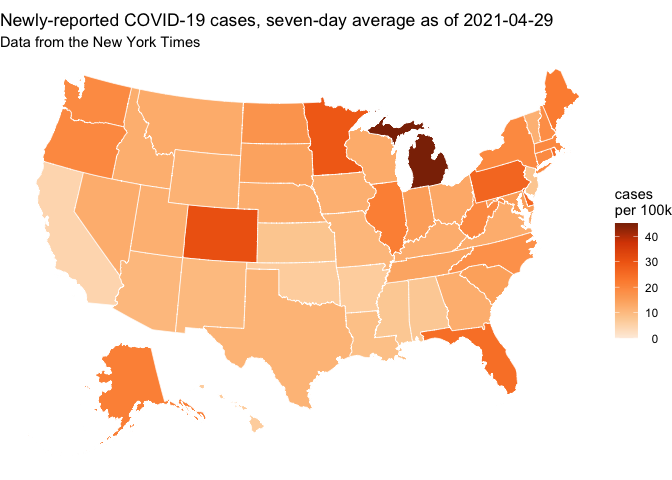 Newly-reported COVID-19 cases, seven-day average as of 2021-04-29
Data from the New York Times
cases
per 100k
40
30
20
10
0